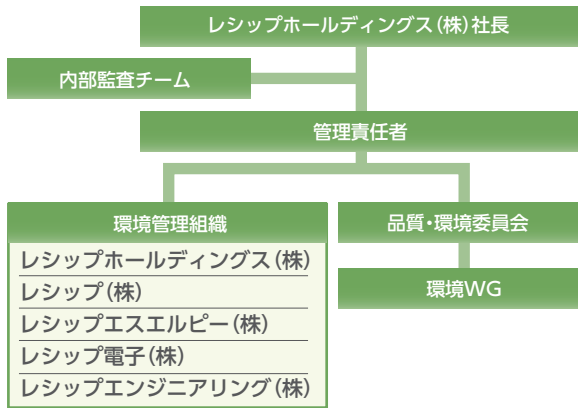 レシップホールディングス(株)社長
内部監査チーム
管理責任者
環境管理組織
レシップホールディングス(株)
レシップ(株)
レシップエスエルピー(株)
レシップ電子(株)
レシップエンジニアリング(株)
品質・環境委員会
環境WG